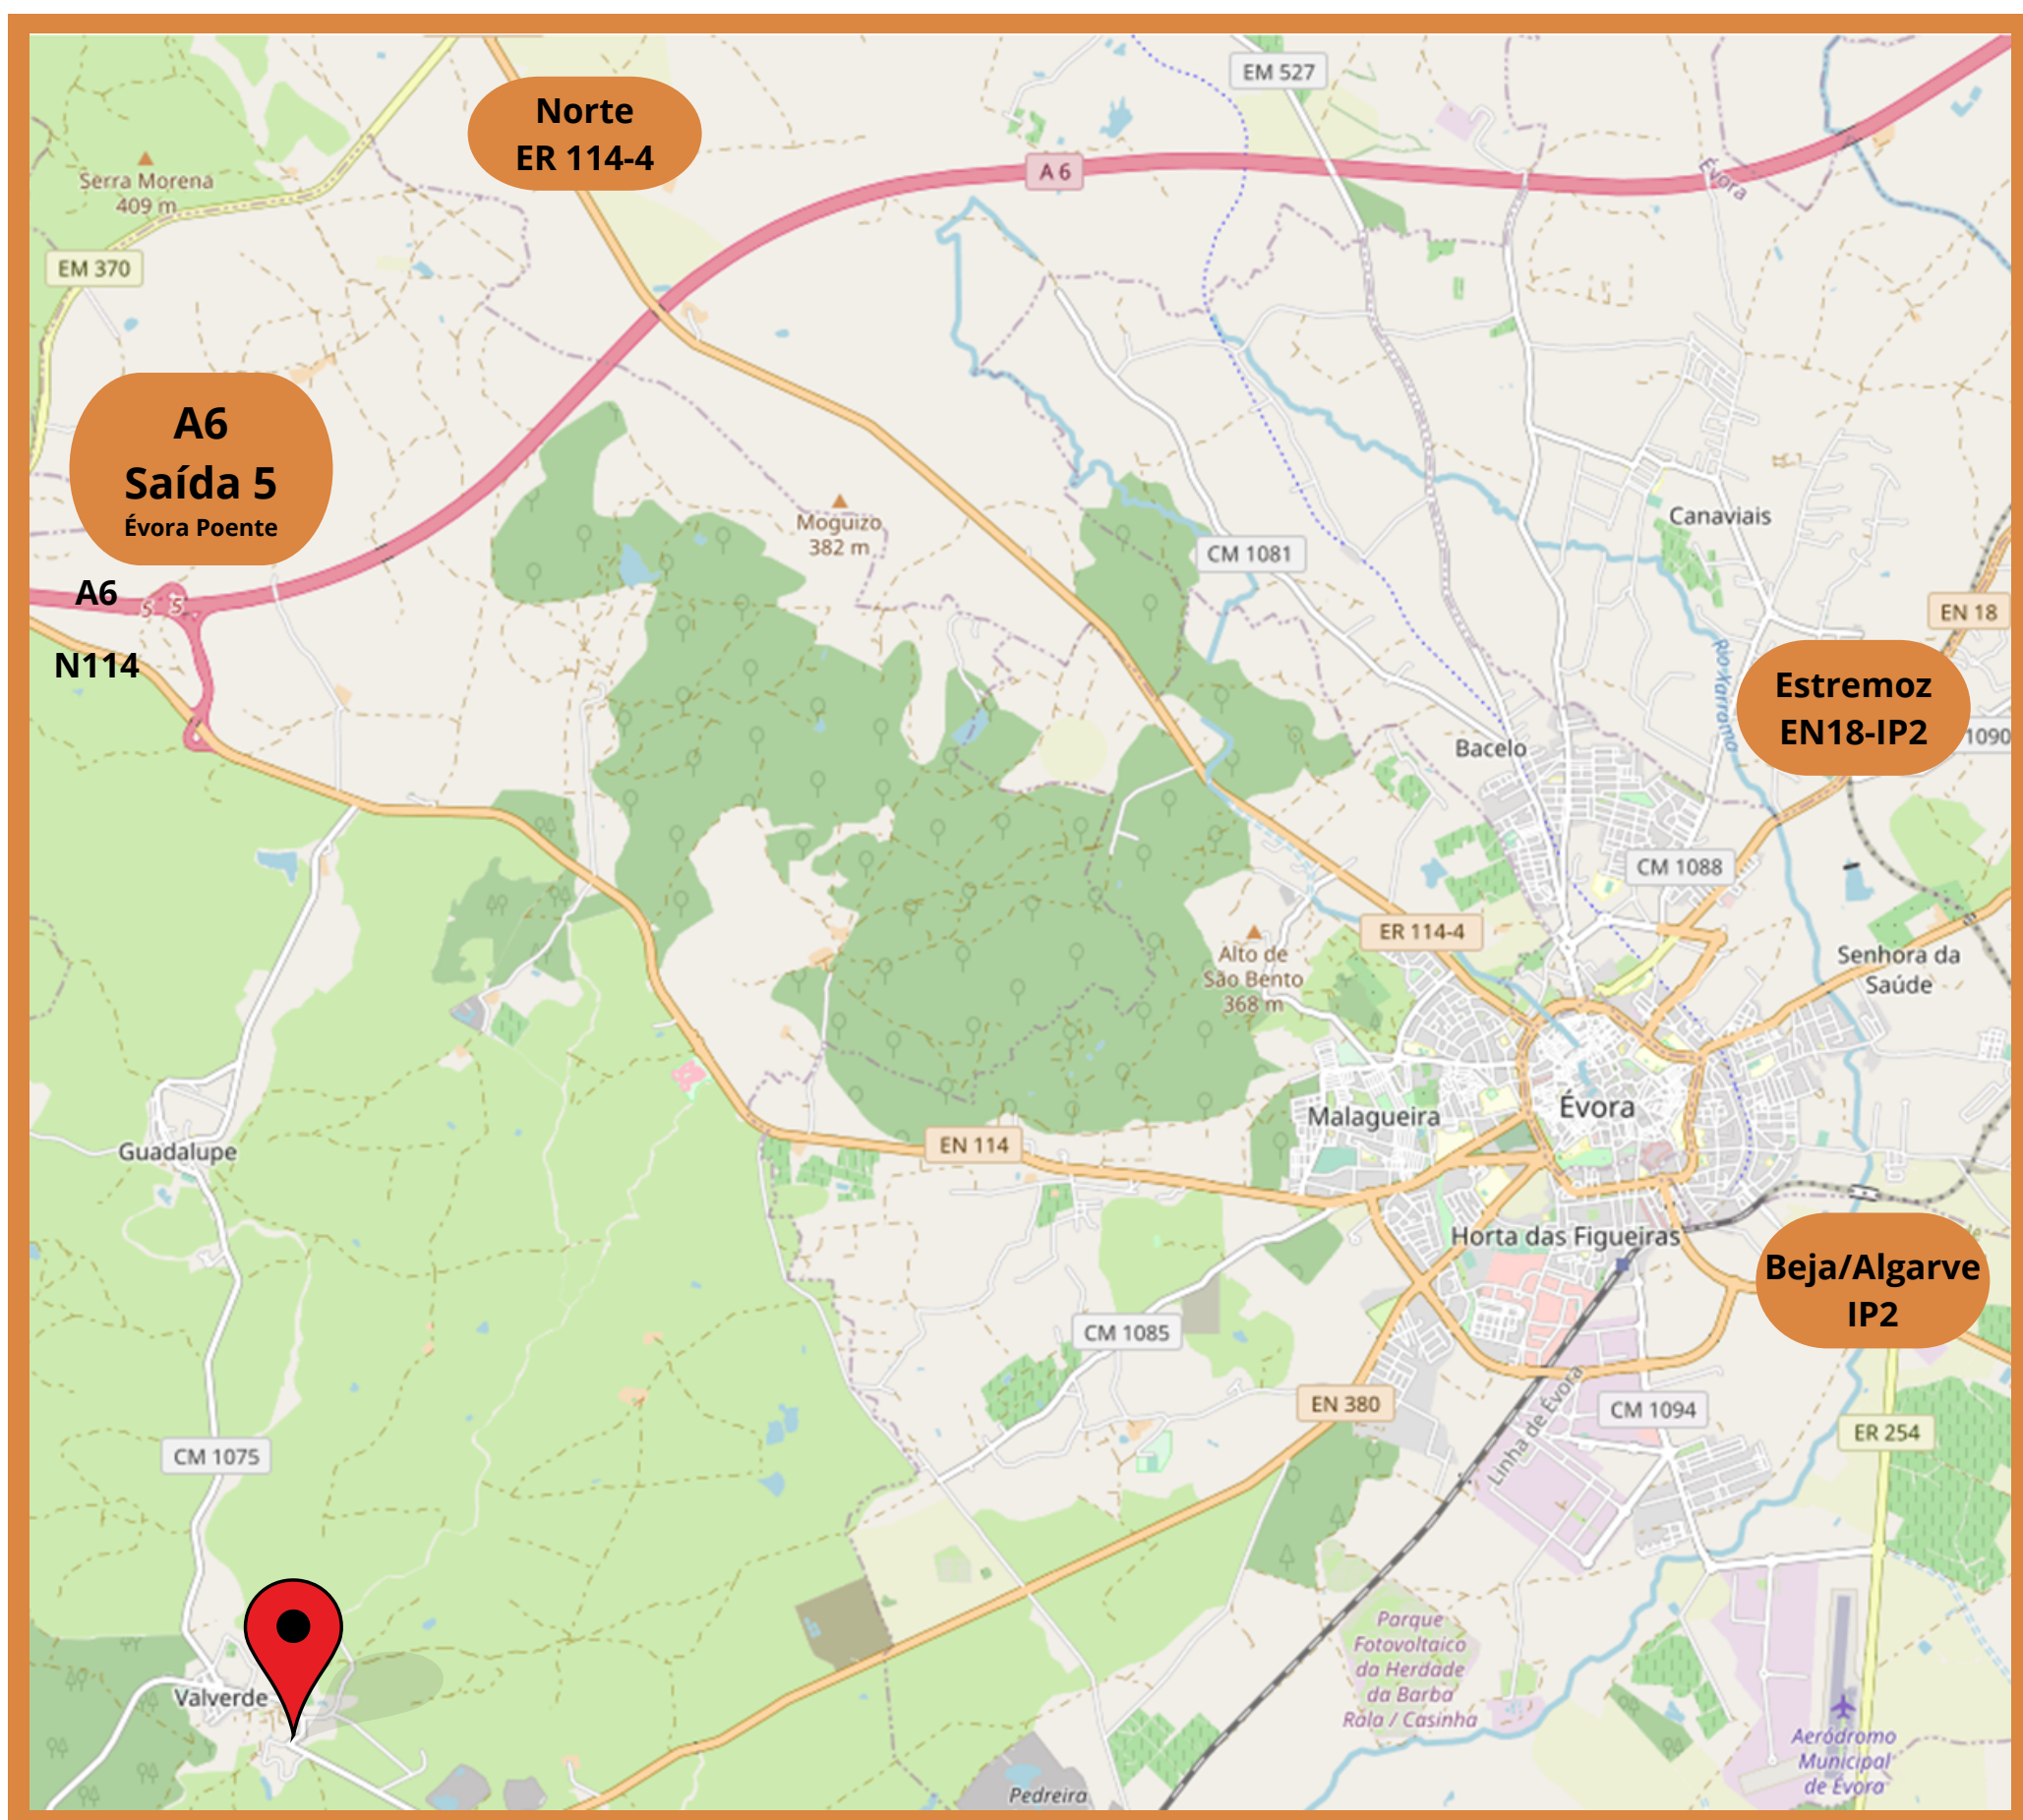 EM 527
Norte
ER 114-4
A 6
Serra Morena
409 m
Évora
EM 370
A6
Saída 5
Évora Poente
Moguizo
382 m
Canaviais
CM 1081
A6
5
5
EN 18
N114
Rio Xarrama
Estremoz
EN18-IP2
1090
Bacelo
CM 1088
ER 114-4
Alto de
São Bento
368 m
Senhora da
Saúde
Évora
Malagueira
EN 114
Guadalupe
Horta das Figueiras
Beja/Algarve
IP2
CM 1085
EN 380
CM 1094
Linha de Évora
ER 254
CM 1075
Parque
Fotovoltaico
da Herdade
da Barba
Rala / Casinha
Valverde
Aeródromo
Municipal
de Évora
Pedreira